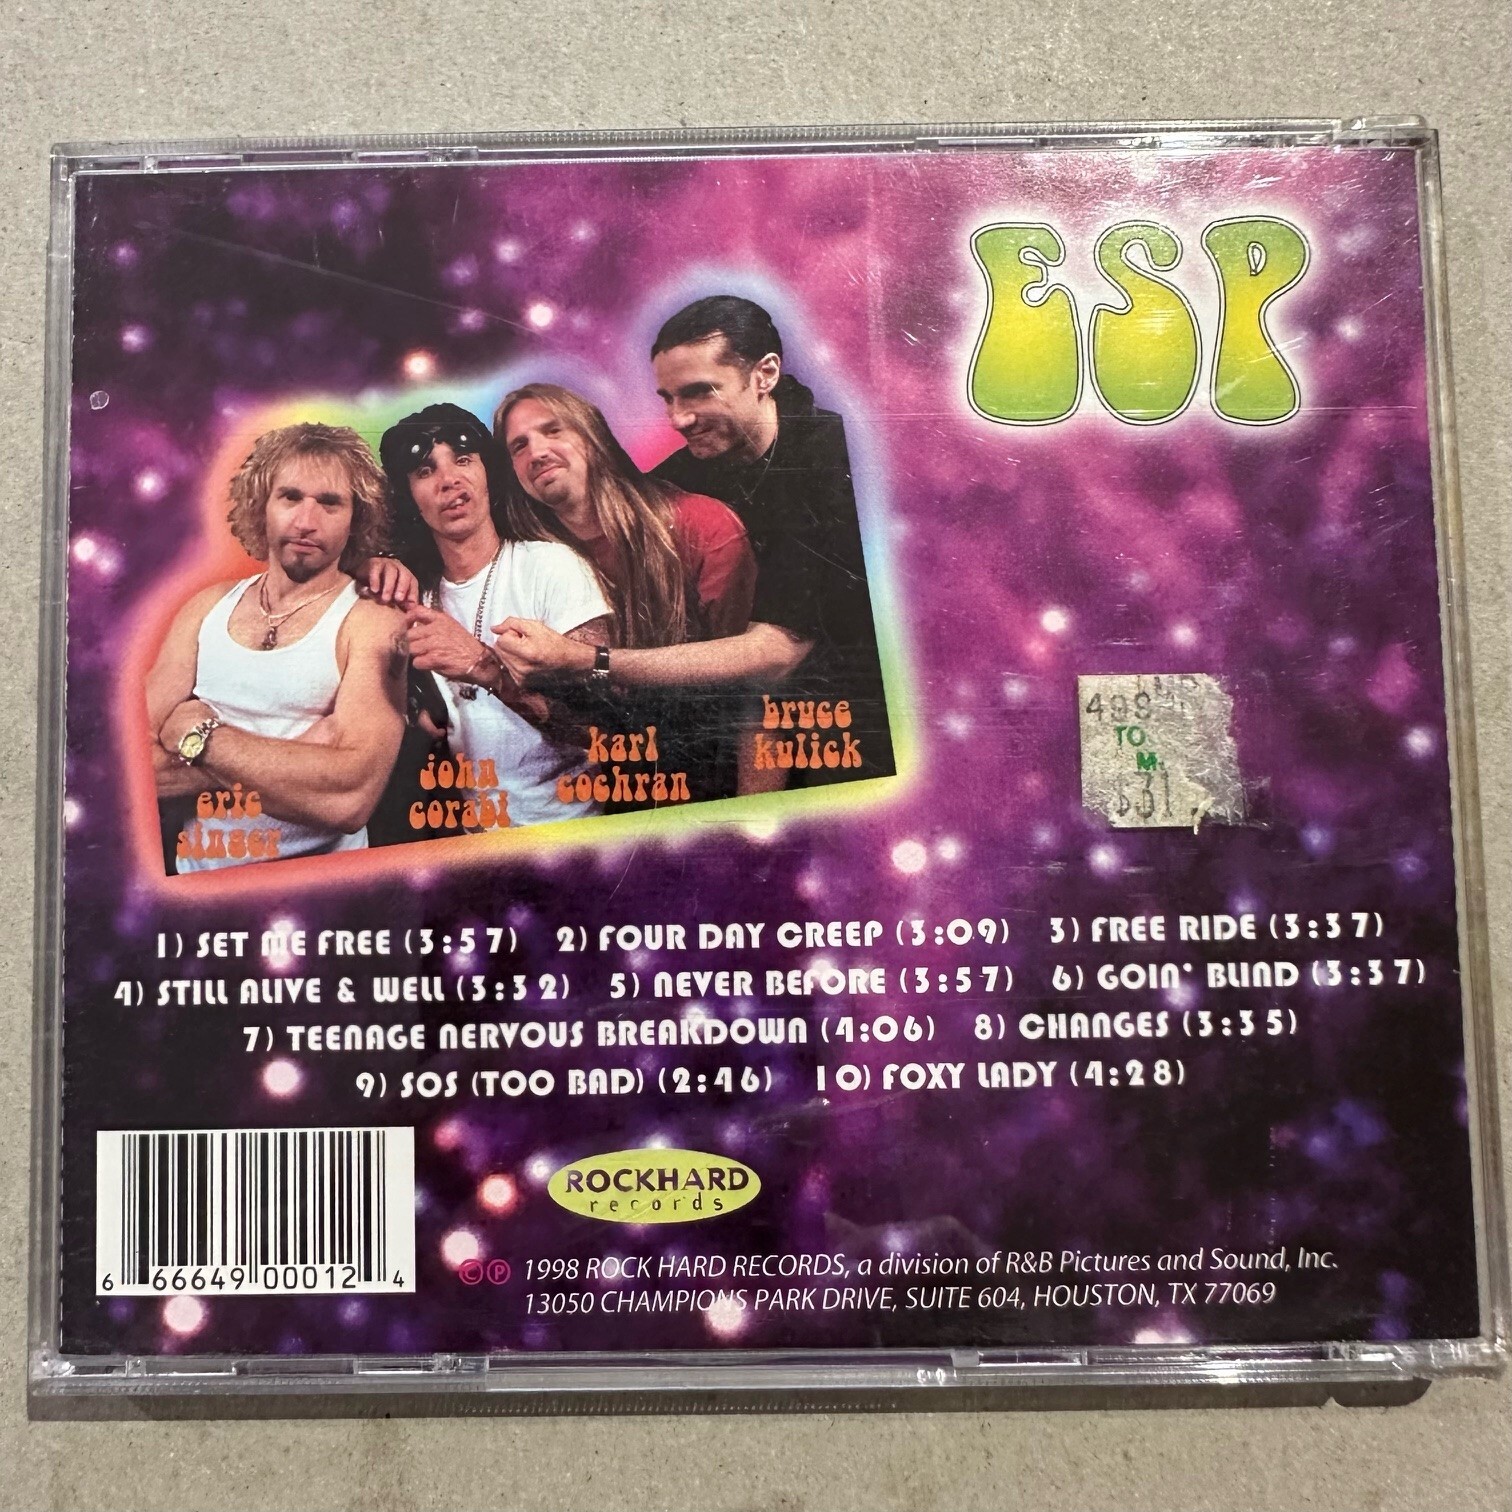 ESP
bruce
kulick
karl
cochran
john
corabi
eric
singer
498
TO
M.
1) SET ME FREE (3:57) 2) FOUR DAY CREEP (3:09) 3) FREE RIDE (3:37)
4) STILL ALIVE & WELL (3:32) 5) NEVER BEFORE (3:57) 6) GOIN' BLIND (3:37)
7) TEENAGE NERVOUS BREAKDOWN (4:06) 8) CHANGES (3:35)
9) SOS (TOO BAD) (2:46) 10) FOXY LADY (4:28)
6 66649 00012 4
ROCKHARD
records
©℗ 1998 ROCK HARD RECORDS, a division of R&B Pictures and Sound, Inc.
13050 CHAMPIONS PARK DRIVE, SUITE 604, HOUSTON, TX 77069